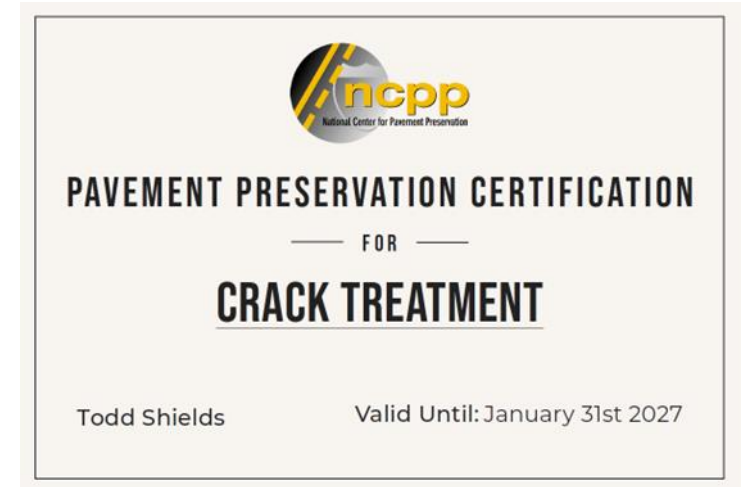 ncpp
National Center for Pavement Preservation
PAVEMENT PRESERVATION CERTIFICATION
FOR
CRACK TREATMENT
Todd Shields
Valid Until: January 31st 2027